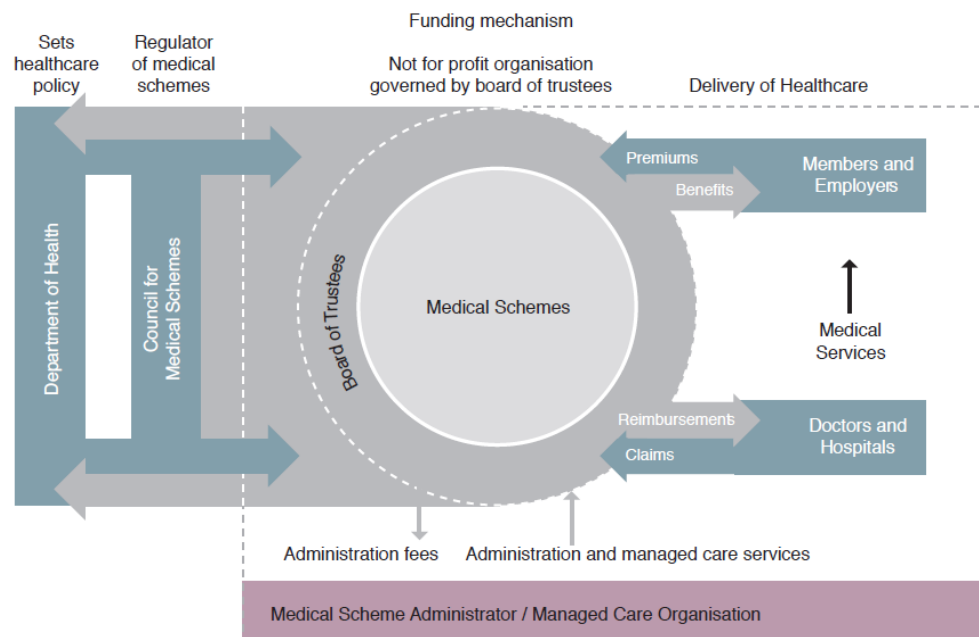 Funding mechanism
Sets
healthcare
policy
Regulator
of medical
schemes
Not for profit organisation
governed by board of trustees
Delivery of Healthcare
Department of Health
Council for
Medical Schemes
Board of Trustees
Medical Schemes
Premiums
Benefits
Members and
Employers
Medical
Services
Reimbursements
Claims
Doctors and
Hospitals
Administration fees
Administration and managed care services
Medical Scheme Administrator / Managed Care Organisation